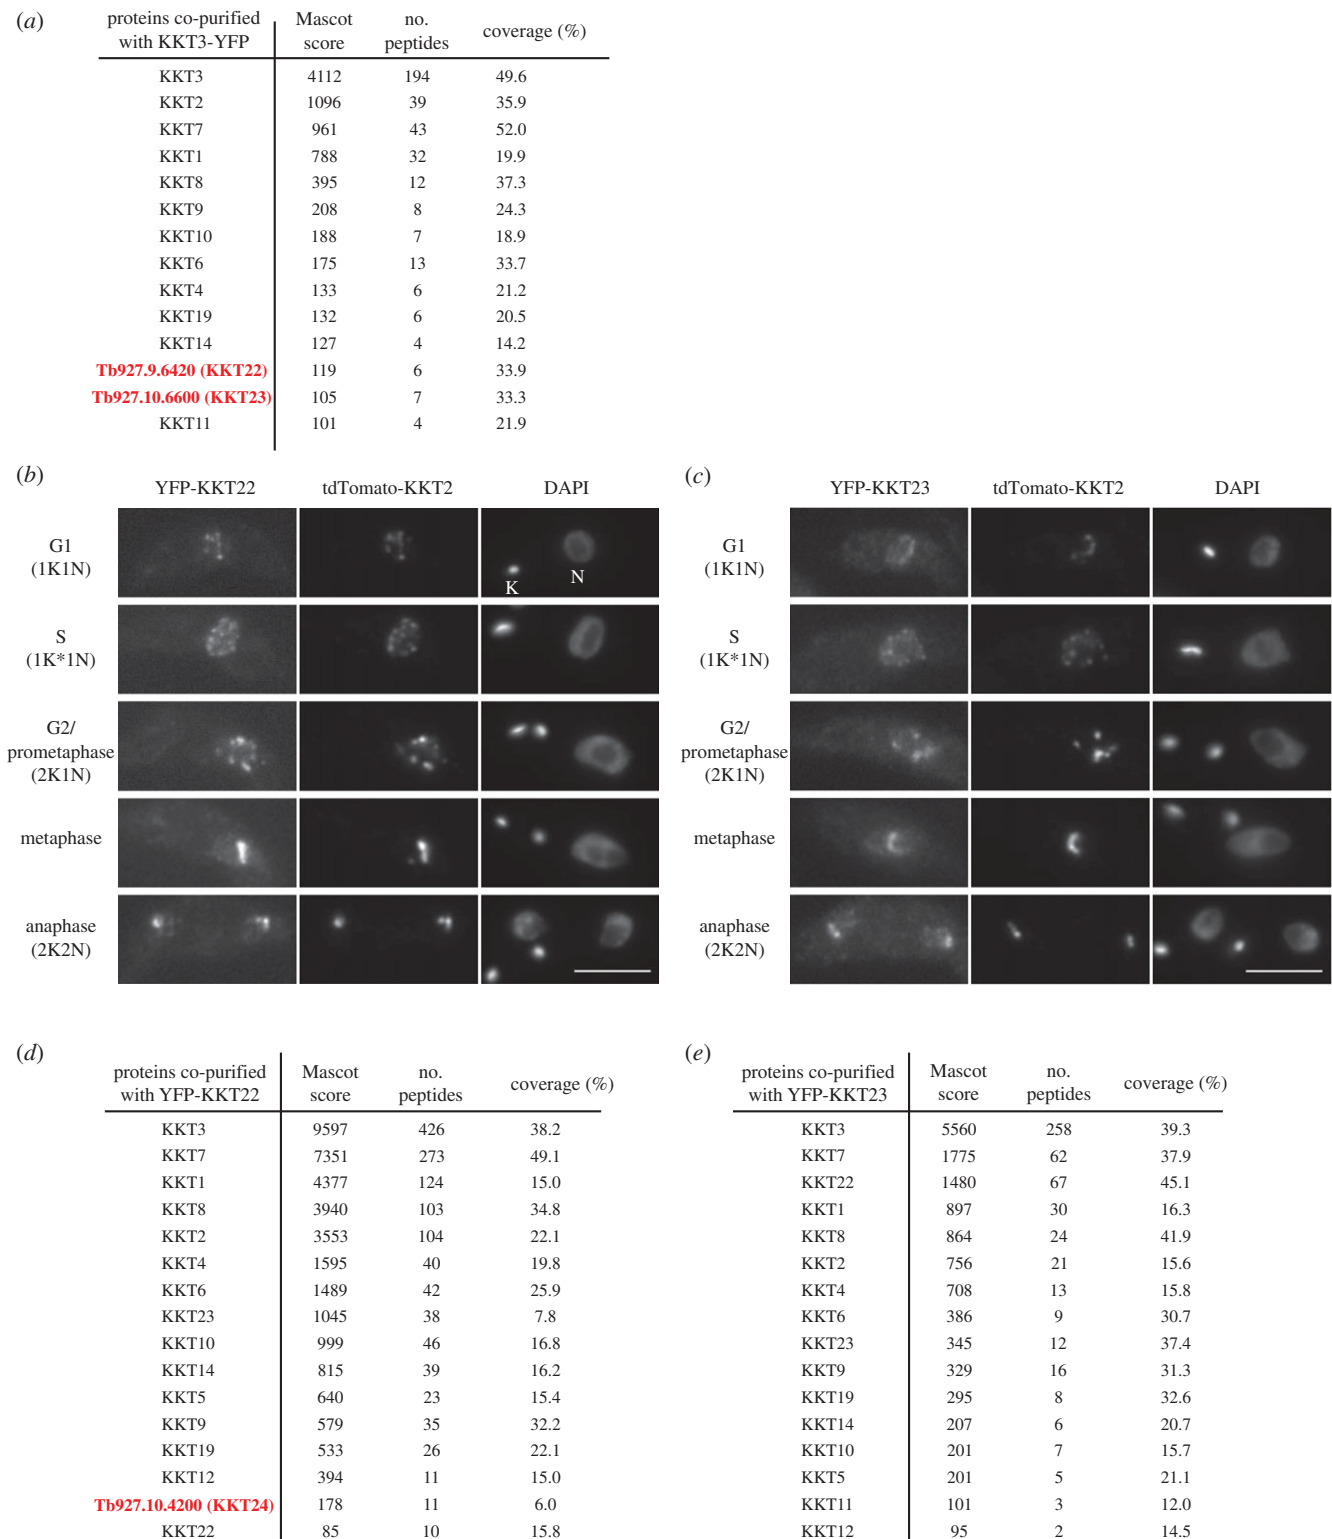 (a)
proteins co-purified with KKT3-YFP | Mascot score | no. peptides | coverage (%)
KKT3 4112 194 49.6
KKT2 1096 39 35.9
KKT7 961 43 52.0
KKT1 788 32 19.9
KKT8 395 12 37.3
KKT9 208 8 24.3
KKT10 188 7 18.9
KKT6 175 13 33.7
KKT4 133 6 21.2
KKT19 132 6 20.5
KKT14 127 4 14.2
Tb927.9.6420 (KKT22) 119 6 33.9
Tb927.10.6600 (KKT23) 105 7 33.3
KKT11 101 4 21.9
(b)
YFP-KKT22 tdTomato-KKT2 DAPI
G1
(1K1N)
K
N
S
(1K*1N)
G2/
prometaphase
(2K1N)
metaphase
anaphase
(2K2N)
(c)
YFP-KKT23 tdTomato-KKT2 DAPI
G1
(1K1N)
S
(1K*1N)
G2/
prometaphase
(2K1N)
metaphase
anaphase
(2K2N)
(d)
proteins co-purified with YFP-KKT22 | Mascot score | no. peptides | coverage (%)
KKT3 9597 426 38.2
KKT7 7351 273 49.1
KKT1 4377 124 15.0
KKT8 3940 103 34.8
KKT2 3553 104 22.1
KKT4 1595 40 19.8
KKT6 1489 42 25.9
KKT23 1045 38 7.8
KKT10 999 46 16.8
KKT14 815 39 16.2
KKT5 640 23 15.4
KKT9 579 35 32.2
KKT19 533 26 22.1
KKT12 394 11 15.0
Tb927.10.4200 (KKT24) 178 11 6.0
KKT22 85 10 15.8
(e)
proteins co-purified with YFP-KKT23 | Mascot score | no. peptides | coverage (%)
KKT3 5560 258 39.3
KKT7 1775 62 37.9
KKT22 1480 67 45.1
KKT1 897 30 16.3
KKT8 864 24 41.9
KKT2 756 21 15.6
KKT4 708 13 15.8
KKT6 386 9 30.7
KKT23 345 12 37.4
KKT9 329 16 31.3
KKT19 295 8 32.6
KKT14 207 6 20.7
KKT10 201 7 15.7
KKT5 201 5 21.1
KKT11 101 3 12.0
KKT12 95 2 14.5